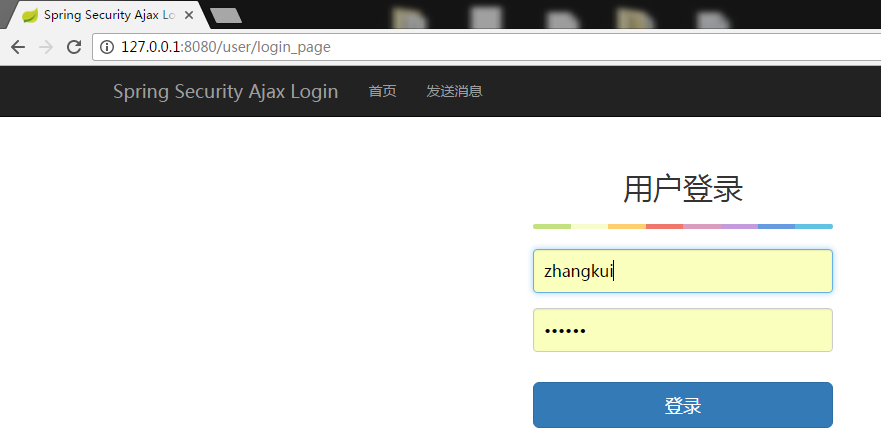 Spring Security Ajax Lo
127.0.0.1:8080/user/login_page
Spring Security Ajax Login 首页 发送消息
用户登录
zhangkui
••••••
登录